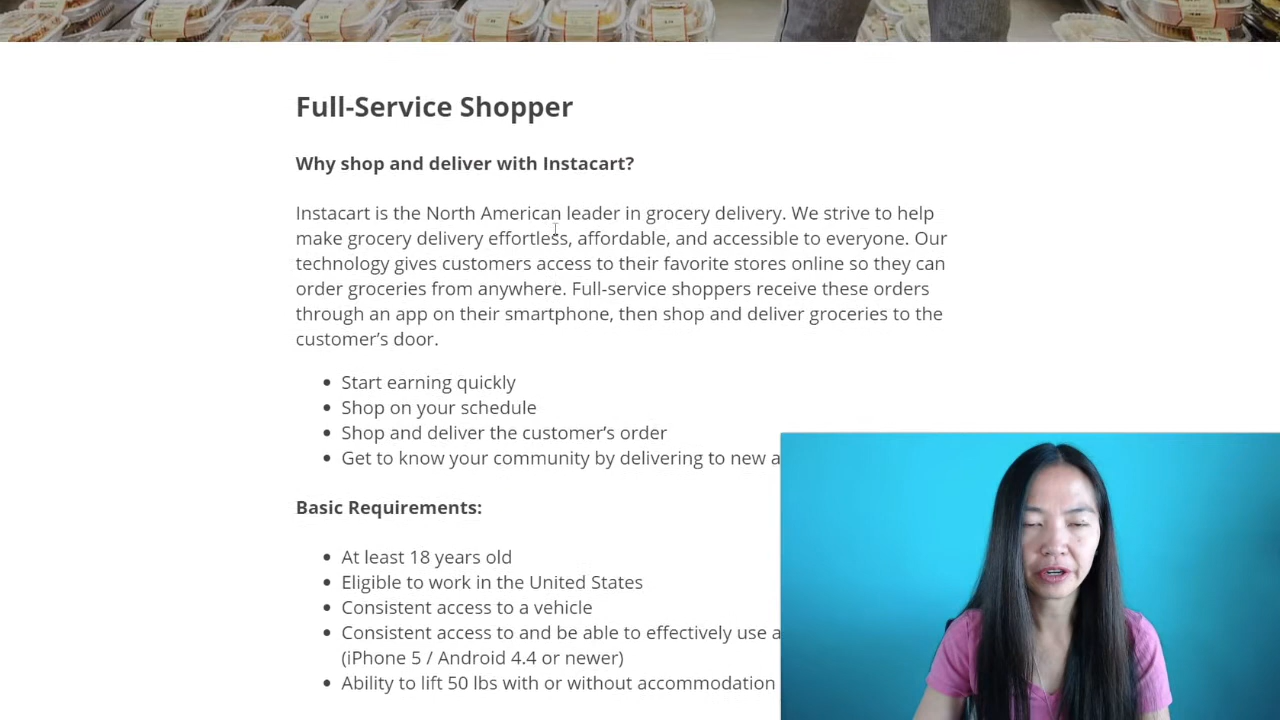 Full-Service Shopper
Why shop and deliver with Instacart?
Instacart is the North American leader in grocery delivery. We strive to help
make grocery delivery effortless, affordable, and accessible to everyone. Our
technology gives customers access to their favorite stores online so they can
order groceries from anywhere. Full-service shoppers receive these orders
through an app on their smartphone, then shop and deliver groceries to the
customer’s door.
• Start earning quickly
• Shop on your schedule
• Shop and deliver the customer’s order
• Get to know your community by delivering to new a
Basic Requirements:
• At least 18 years old
• Eligible to work in the United States
• Consistent access to a vehicle
• Consistent access to and be able to effectively use a
(iPhone 5 / Android 4.4 or newer)
• Ability to lift 50 lbs with or without accommodation